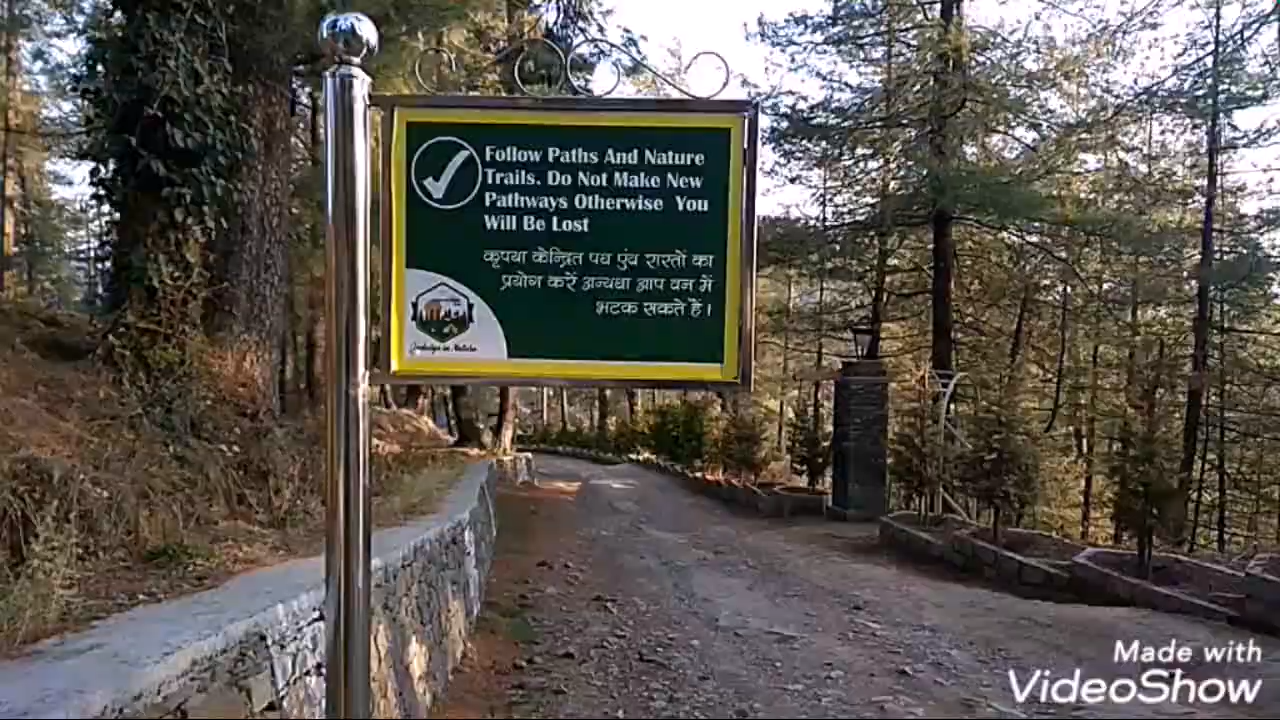 Follow Paths And Nature
Trails. Do Not Make New
Pathways Otherwise You
Will Be Lost
कृपया केन्द्रित पथ एंव रास्तों का
प्रयोग करें अन्यथा आप वन में
भटक सकते है।
Made with
VideoShow